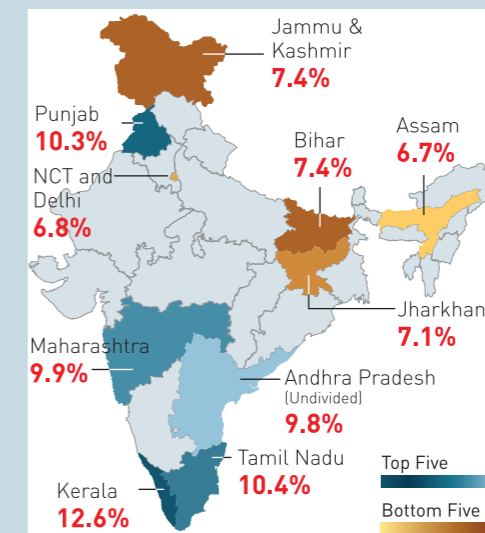 Jammu &
Kashmir
7.4%
Punjab
10.3%
Bihar
7.4%
Assam
6.7%
NCT and
Delhi
6.8%
Jharkhan
7.1%
Maharashtra
9.9%
Andhra Pradesh
(Undivided)
9.8%
Tamil Nadu
10.4%
Kerala
12.6%
Top Five
Bottom Five